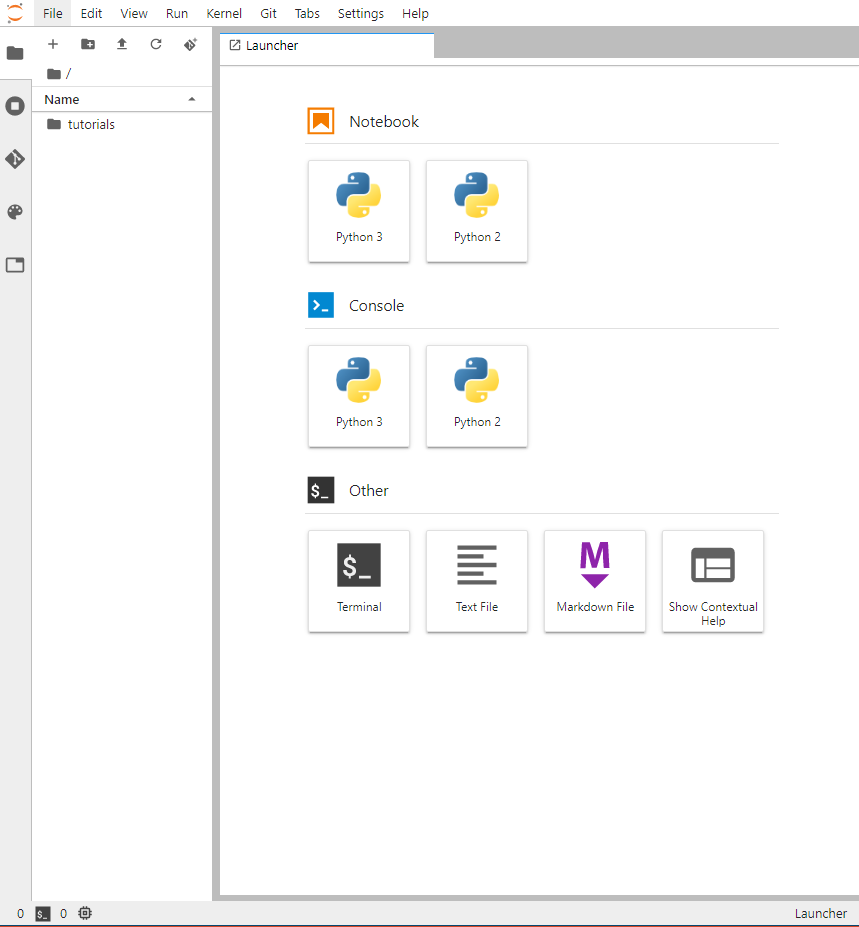 File Edit View Run Kernel Git Tabs Settings Help
Launcher
/
Name
tutorials
Notebook
Python 3 Python 2
Console
Python 3 Python 2
$_ Other
$_
M
Terminal Text File Markdown File Show Contextual
Help
0 $_ 0 Launcher